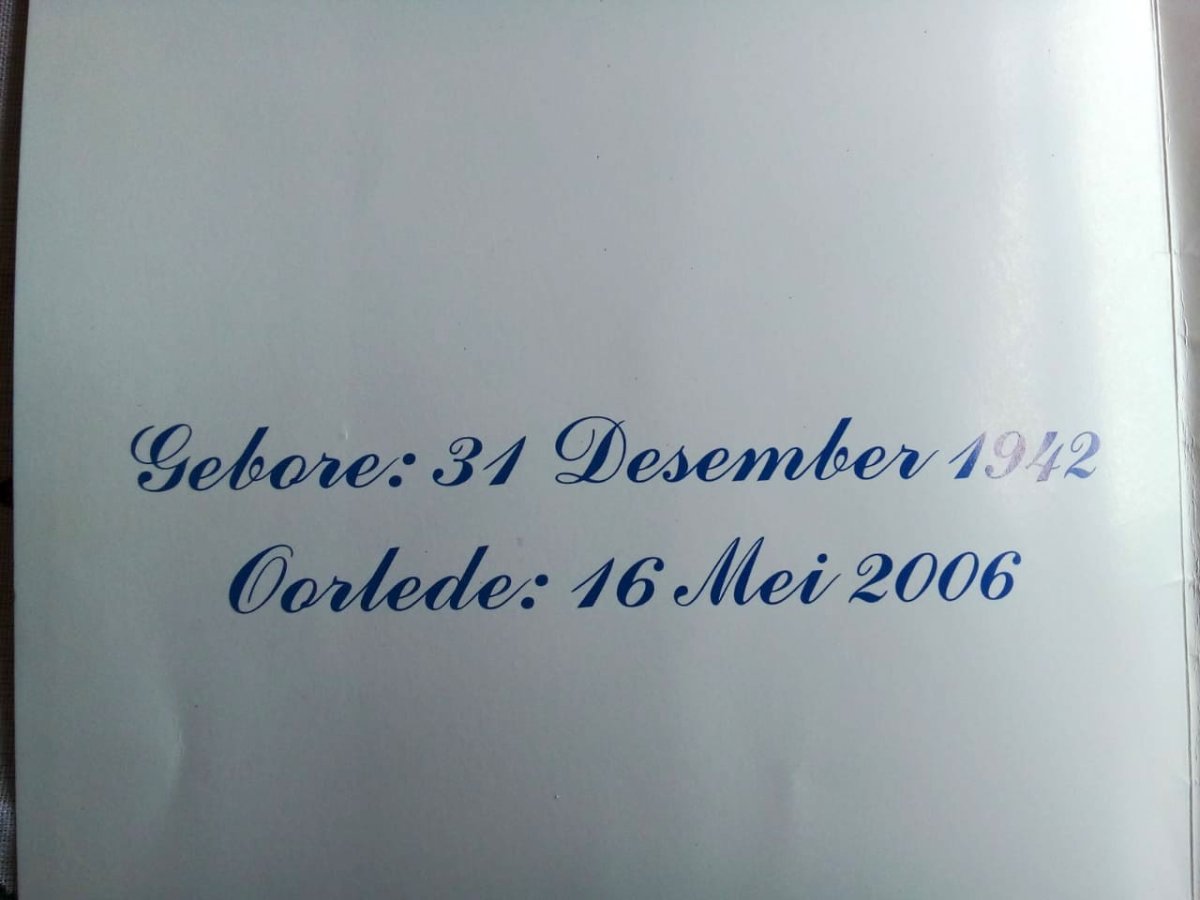 Gebore: 31 Desember 1942
Oorlede: 16 Mei 2006